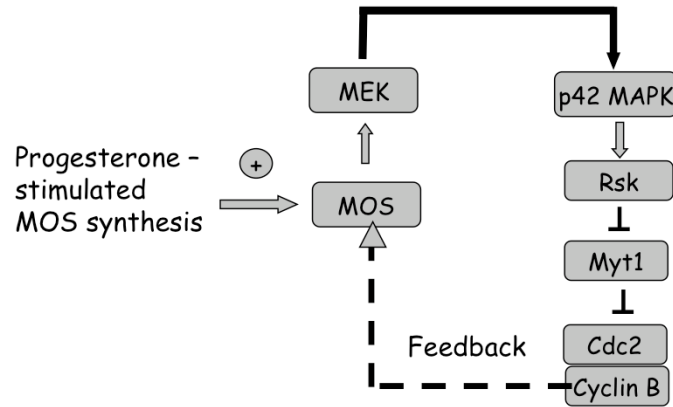 MEK
p42 MAPK
Progesterone –
stimulated
MOS synthesis
+
MOS
Rsk
Myt1
Feedback
Cdc2
Cyclin B